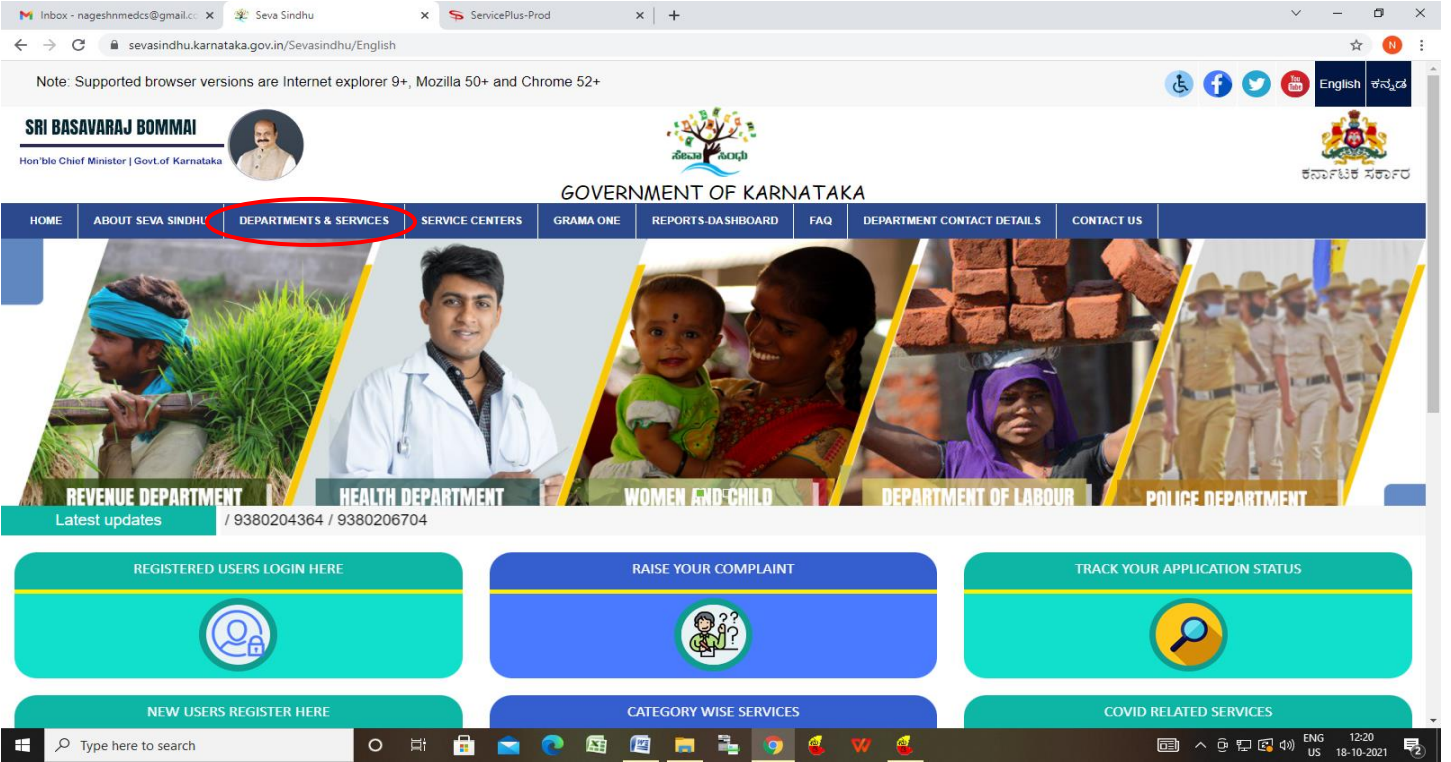 Inbox - nageshnmedcs@gmail.co
Seva Sindhu
ServicePlus-Prod
sevasindhu.karnataka.gov.in/Sevasindhu/English
N
Note: Supported browser versions are Internet explorer 9+, Mozilla 50+ and Chrome 52+
You Tube
English
ಕನ್ನಡ
SRI BASAVARAJ BOMMAI
Hon'ble Chief Minister | Govt.of Karnataka
ಸೇವಾ ಸಿಂಧು
GOVERNMENT OF KARNATAKA
ಕರ್ನಾಟಕ ಸರ್ಕಾರ
HOME ABOUT SEVA SINDHU DEPARTMENTS & SERVICES SERVICE CENTERS GRAMA ONE REPORTS-DASHBOARD FAQ DEPARTMENT CONTACT DETAILS CONTACT US
REVENUE DEPARTMENT HEALTH DEPARTMENT WOMEN AND CHILD DEPARTMENT OF LABOUR POLICE DEPARTMENT
Latest updates / 9380204364 / 9380206704
REGISTERED USERS LOGIN HERE RAISE YOUR COMPLAINT TRACK YOUR APPLICATION STATUS
NEW USERS REGISTER HERE CATEGORY WISE SERVICES COVID RELATED SERVICES
Type here to search
ENG
US
12:20
18-10-2021
2